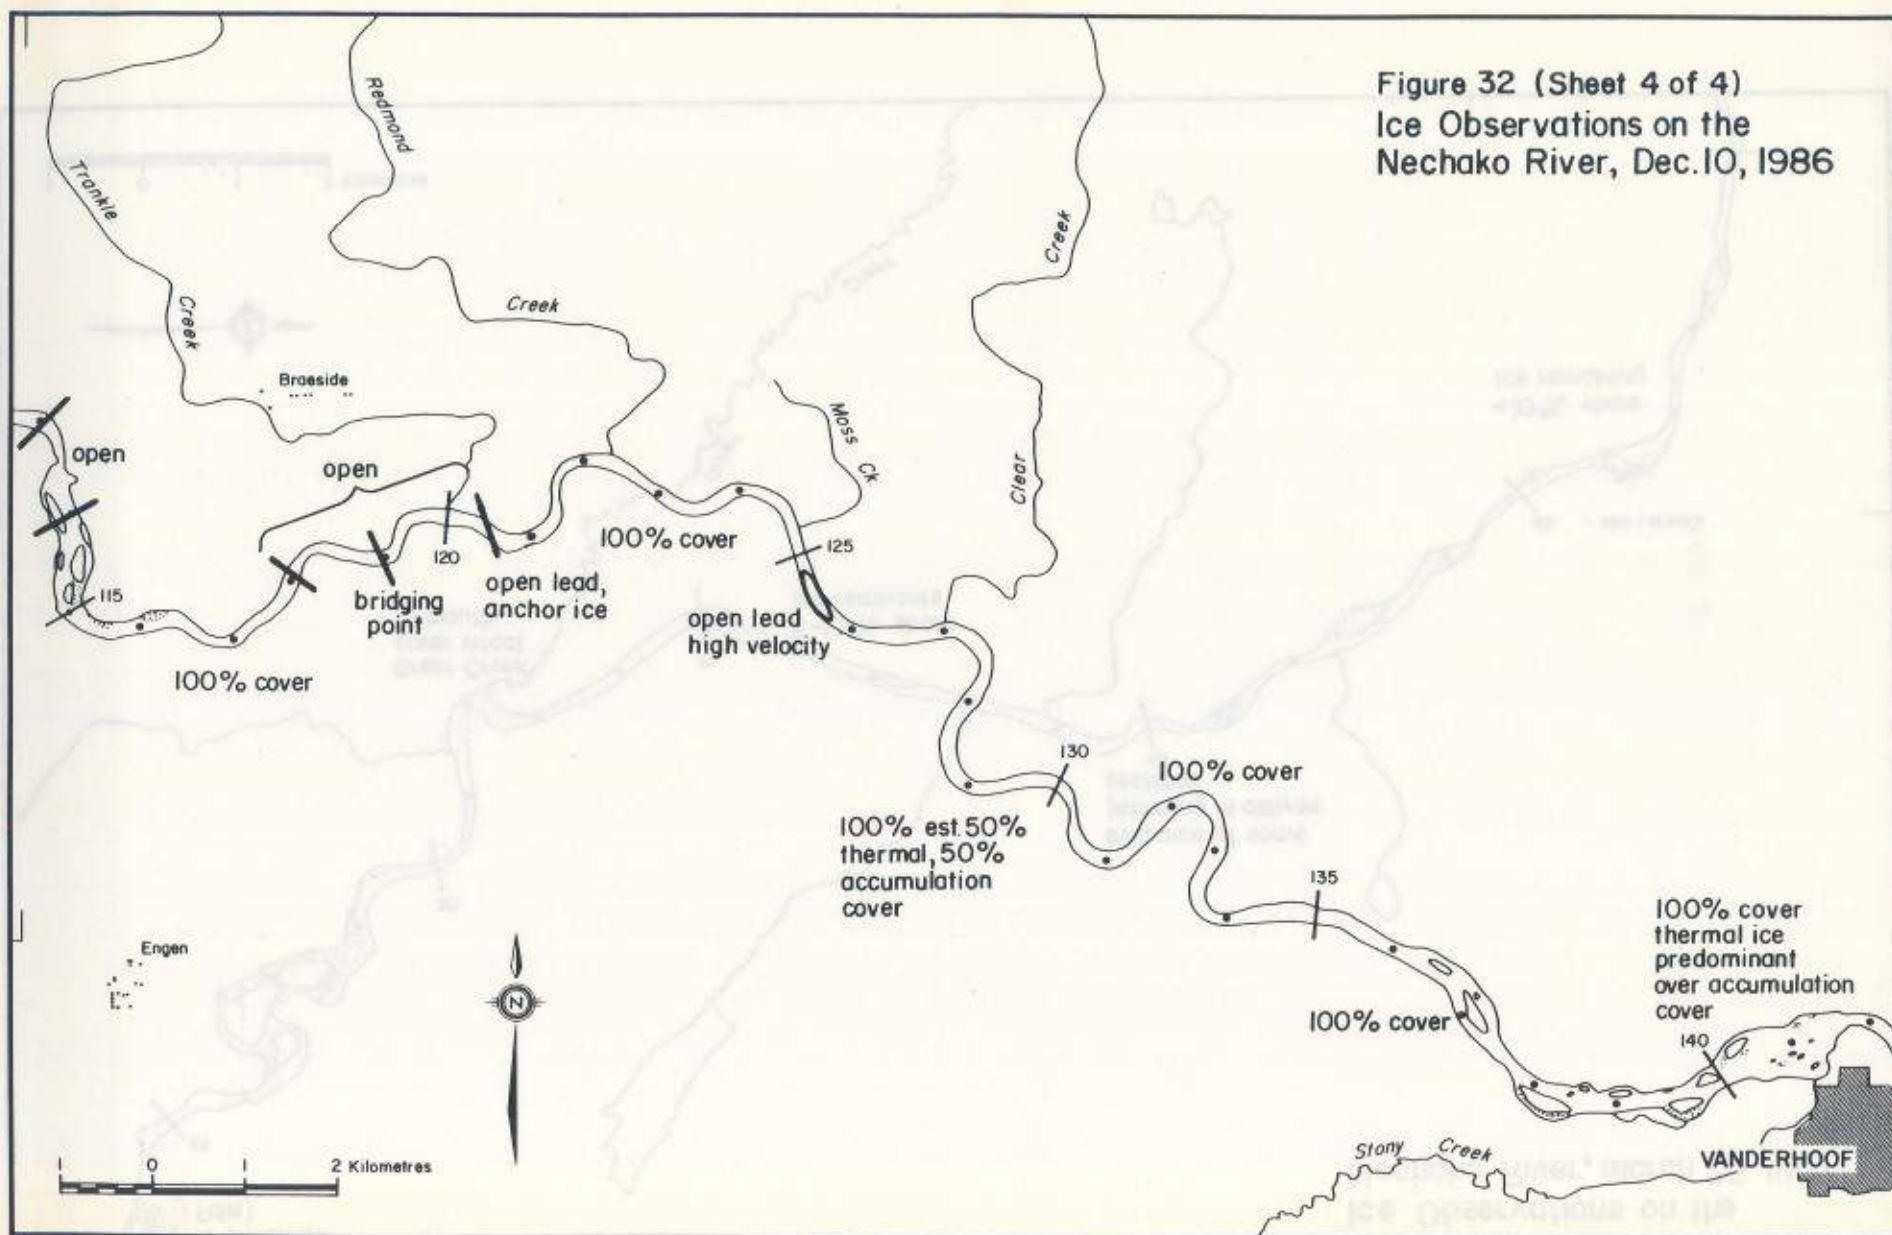 Figure 32 (Sheet 4 of 4)
Ice Observations on the
Nechako River, Dec. 10, 1986
Redmond
Creek
Trankle
Creek
Creek
Clear
Moss Ck
Braeside
open
open
115
120
125
100% cover
bridging
point
open lead,
anchor ice
100% cover
open lead
high velocity
130
100% cover
100% est. 50%
thermal, 50%
accumulation
cover
135
100% cover
thermal ice
predominant
over accumulation
cover
140
100% cover
Engen
N
1 0 1 2 Kilometres
Stony Creek
VANDERHOOF